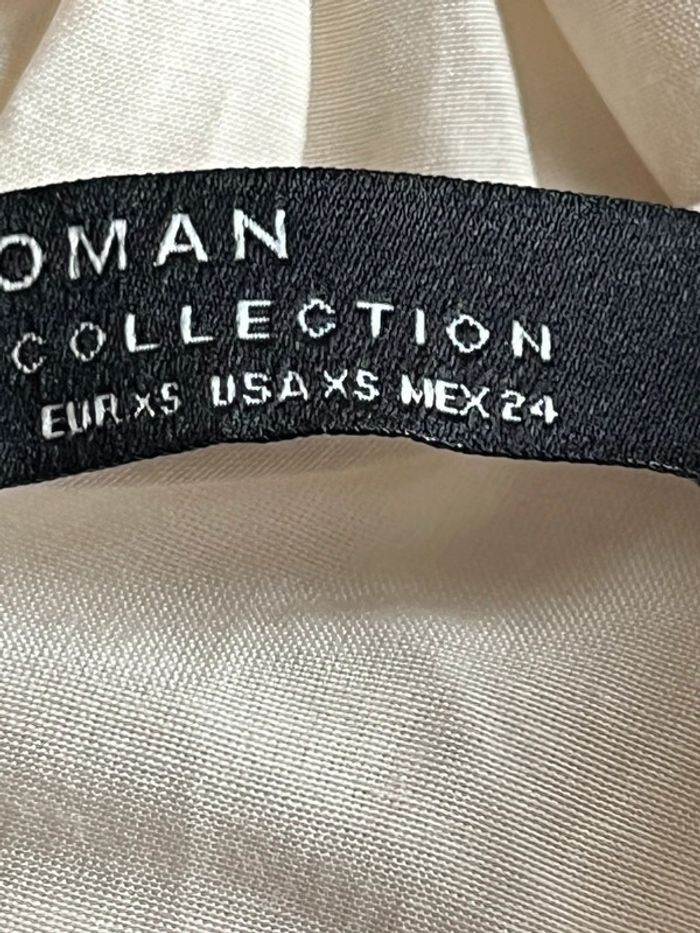 OMAN
COLLECTION
EUR XS USA XS MEX 24